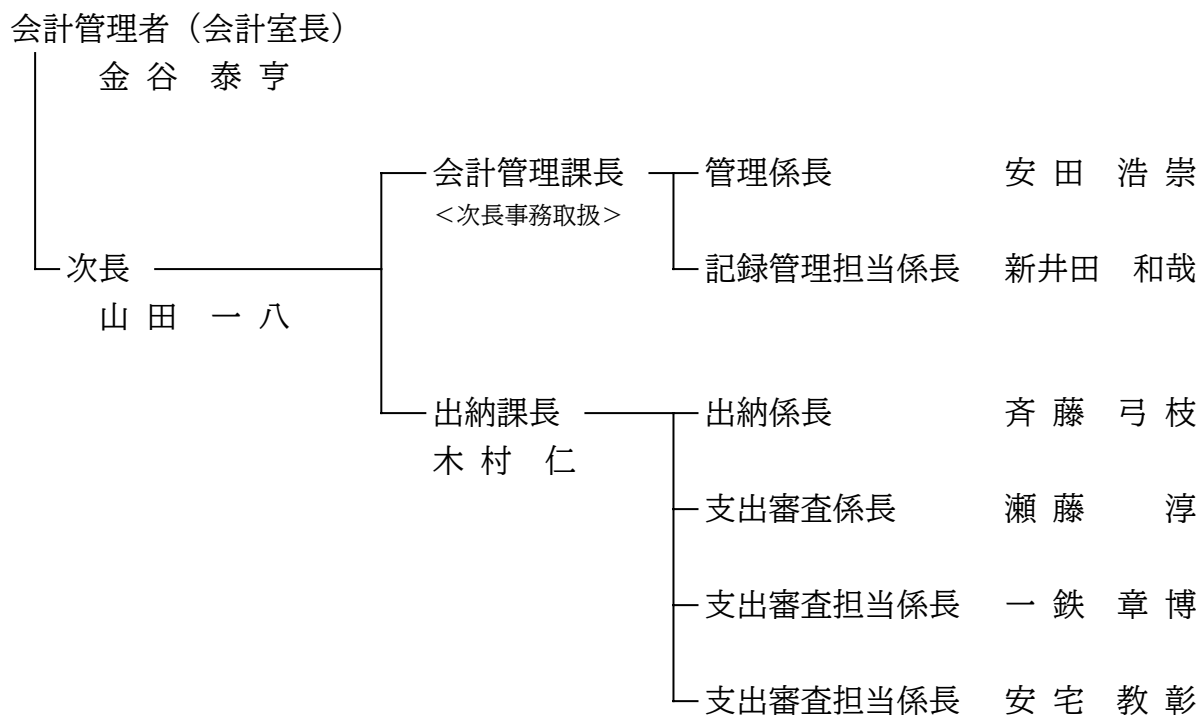 会計管理者（会計室長）
金 谷　泰 亨
会計管理課長　管理係長　安 田　浩 崇
＜次長事務取扱＞
次長　記録管理担当係長　新井田　和哉
山 田　一 八
出納課長　出納係長　斉 藤　弓 枝
木 村　仁
支出審査係長　瀬 藤　淳
支出審査担当係長　一 鉄　章 博
支出審査担当係長　安 宅　教 彰